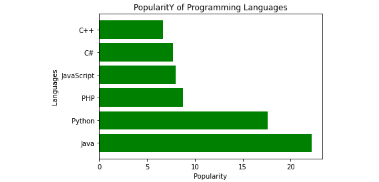 PopularitY of Programming Languages
C++
C#
JavaScript
PHP
Python
Java
Languages
0 5 10 15 20
Popularity